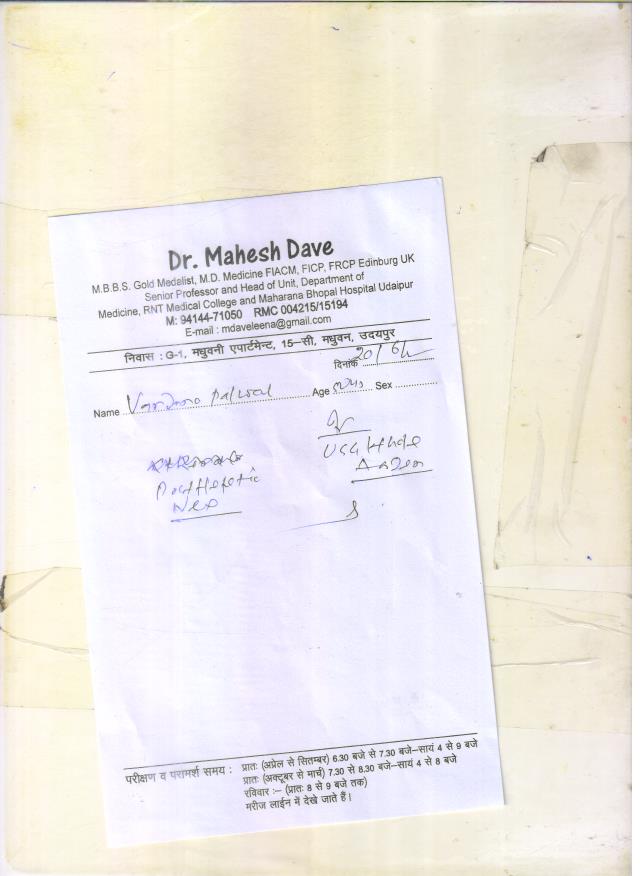 Dr. Mahesh Dave
M.B.B.S. Gold Medalist, M.D. Medicine FIACM, FICP, FRCP Edinburg UK
Senior Professor and Head of Unit, Department of
Medicine, RNT Medical College and Maharana Bhopal Hospital Udaipur
M: 94144-71050 RMC 004215/15194
E-mail : mdaveleena@gmail.com
निवास : G-1, मधुवनी एपार्टमेन्ट, 15–सी, मधुवन, उदयपुर
दिनांक 20/6/
Name Age Sex
USG Whole
Abdomen
परीक्षण व परामर्श समय : प्रातः (अप्रेल से सितम्बर) 6.30 बजे से 7.30 बजे–सायं 4 से 9 बजे
प्रातः (अक्टूबर से मार्च) 7.30 से 8.30 बजे–सायं 4 से 8 बजे
रविवार :– (प्रातः 8 से 9 बजे तक)
मरीज लाईन में देखे जाते हैं।